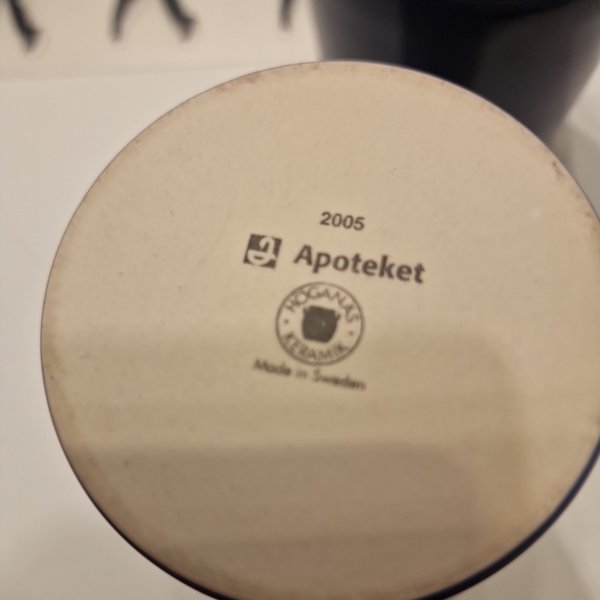 2005
Apoteket
HÖGANÄS
KERAMIK
Made in Sweden